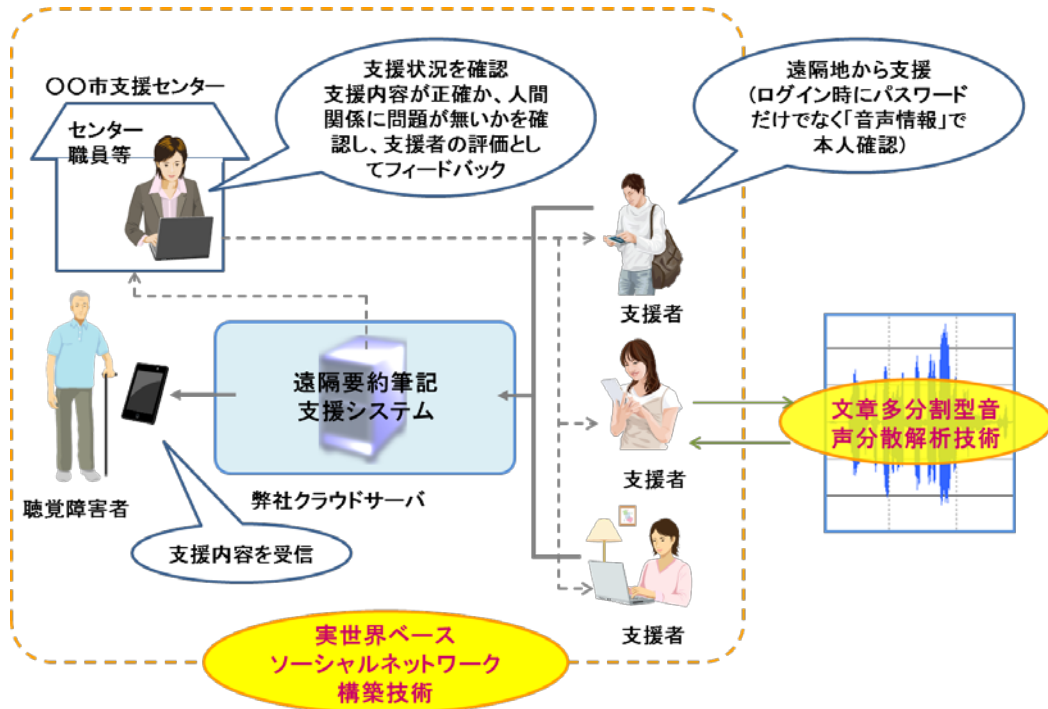 〇〇市支援センター
センター
職員等
支援状況を確認
支援内容が正確か、人間
関係に問題が無いかを確
認し、支援者の評価とし
てフィードバック
遠隔地から支援
(ログイン時にパスワード
だけでなく「音声情報」で
本人確認)
支援者
遠隔要約筆記
支援システム
文章多分割型音
声分散解析技術
支援者
聴覚障害者
弊社クラウドサーバ
支援内容を受信
支援者
実世界ベース
ソーシャルネットワーク
構築技術